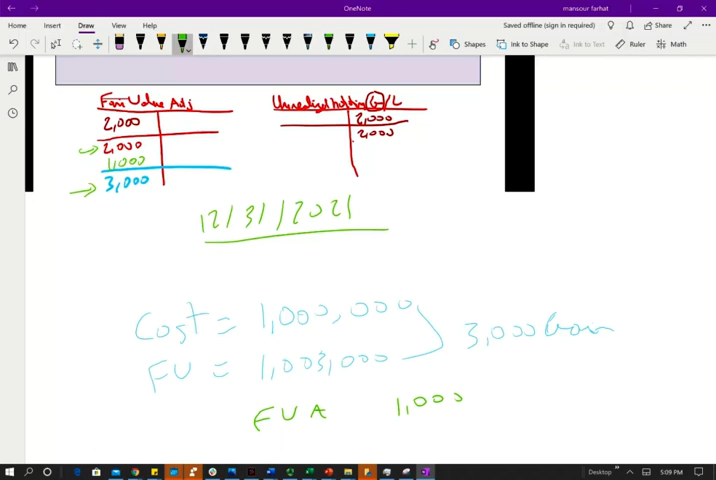 OneNote
mansour farhat
Home Insert Draw View Help
Saved offline (sign in required)
Share
Shapes
Ink to Shape
Ink to Text
Ruler
Math
Fair Value Adj
Unrealized holding G/L
2,000
2,000
2,000
2,000
1,000
3,000
12/31/2021
Cost = 1,000,000
3,000
FV = 1,003,000
FVA 1,000
Desktop
5:09 PM